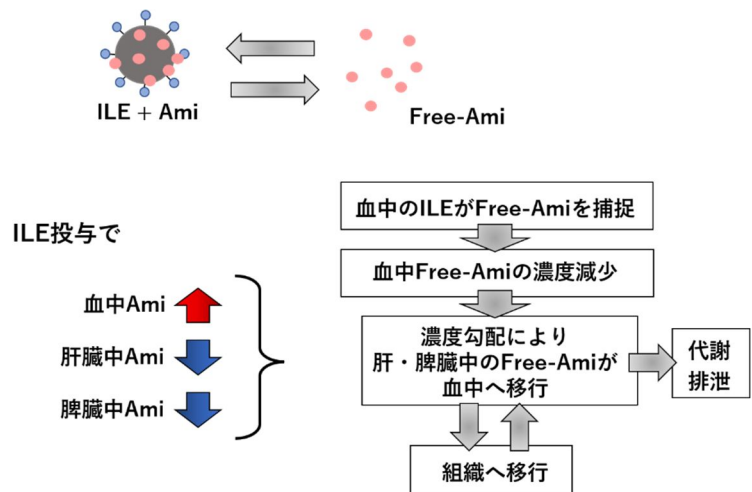 ILE + Ami
Free-Ami
ILE投与で
血中Ami
肝臓中Ami
脾臓中Ami
血中のILEがFree-Amiを捕捉
血中Free-Amiの濃度減少
濃度勾配により
肝・脾臓中のFree-Amiが
血中へ移行
代謝
排泄
組織へ移行